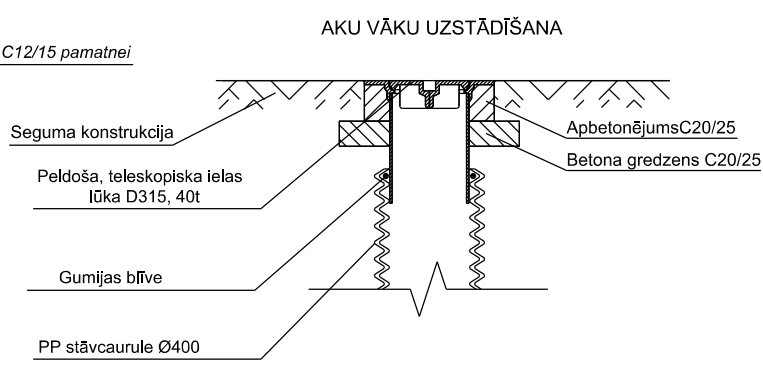 AKU VĀKU UZSTĀDĪŠANA
C12/15 pamatnei
Seguma konstrukcija
ApbetonējumsC20/25
Betona gredzens C20/25
Peldoša, teleskopiska ielas
lūka D315, 40t
Gumijas blīve
PP stāvcaurule Ø400